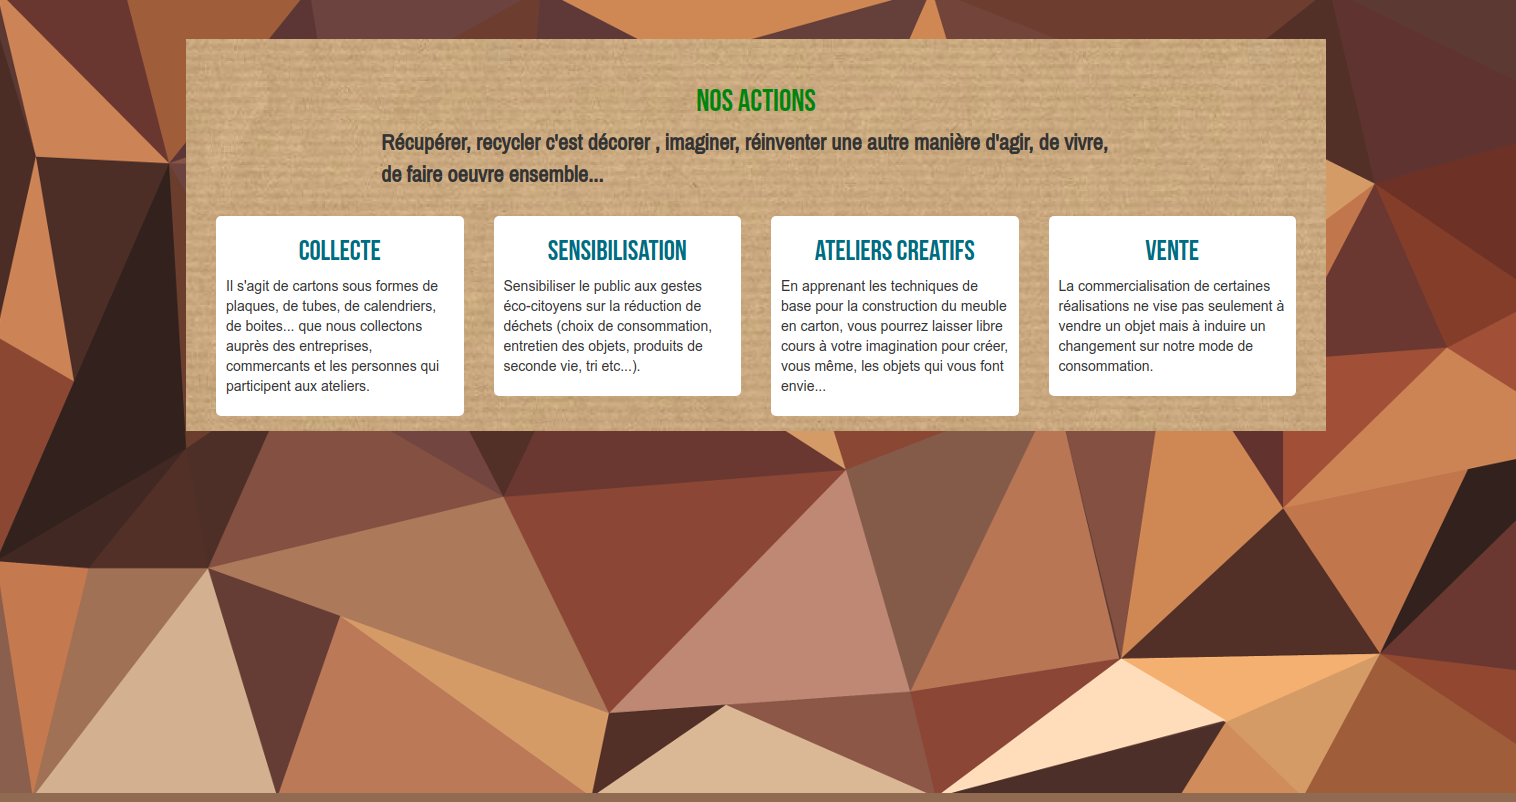 NOS ACTIONS
Récupérer, recycler c'est décorer , imaginer, réinventer une autre manière d'agir, de vivre,
de faire oeuvre ensemble...
COLLECTE
Il s'agit de cartons sous formes de
plaques, de tubes, de calendriers,
de boites... que nous collectons
auprès des entreprises,
commercants et les personnes qui
participent aux ateliers.
SENSIBILISATION
Sensibiliser le public aux gestes
éco-citoyens sur la réduction de
déchets (choix de consommation,
entretien des objets, produits de
seconde vie, tri etc...).
ATELIERS CREATIFS
En apprenant les techniques de
base pour la construction du meuble
en carton, vous pourrez laisser libre
cours à votre imagination pour créer,
vous même, les objets qui vous font
envie...
VENTE
La commercialisation de certaines
réalisations ne vise pas seulement à
vendre un objet mais à induire un
changement sur notre mode de
consommation.